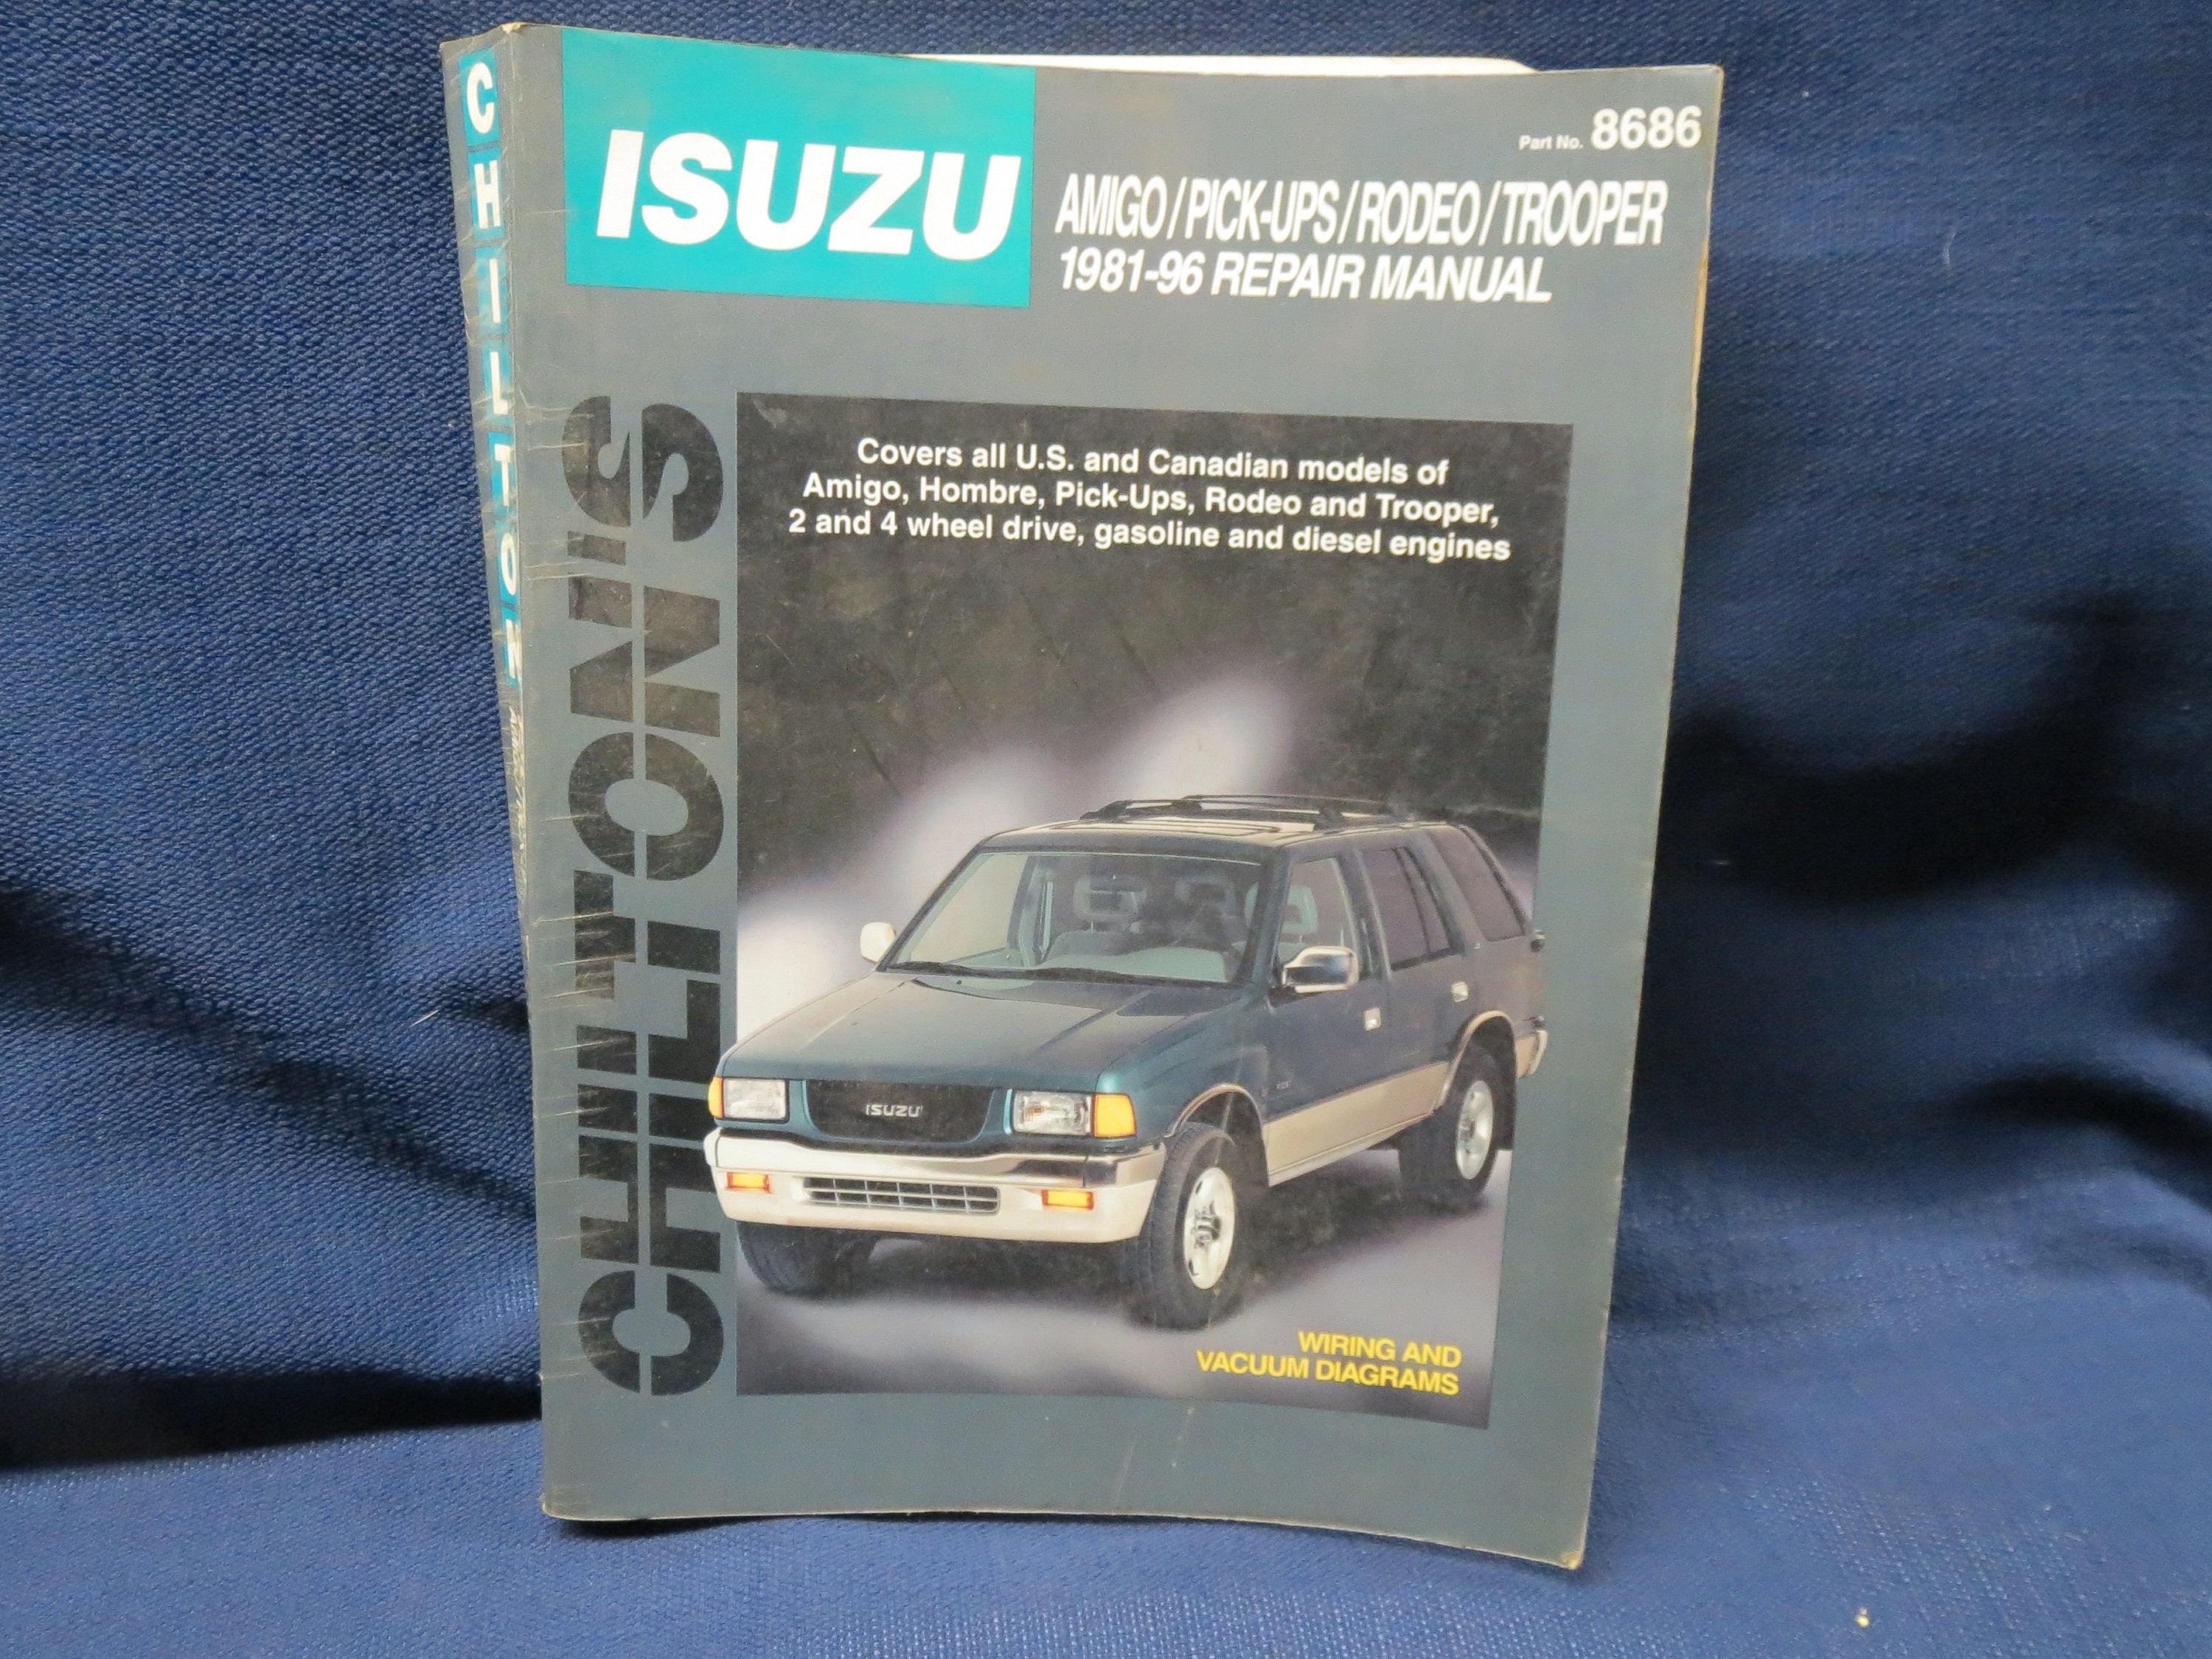 CHILTON
ISUZU
Part No. 8686
AMIGO/PICK-UPS/RODEO/TROOPER
1981-96 REPAIR MANUAL
CHILTON'S
Covers all U.S. and Canadian models of
Amigo, Hombre, Pick-Ups, Rodeo and Trooper,
2 and 4 wheel drive, gasoline and diesel engines
ISUZU
WIRING AND
VACUUM DIAGRAMS